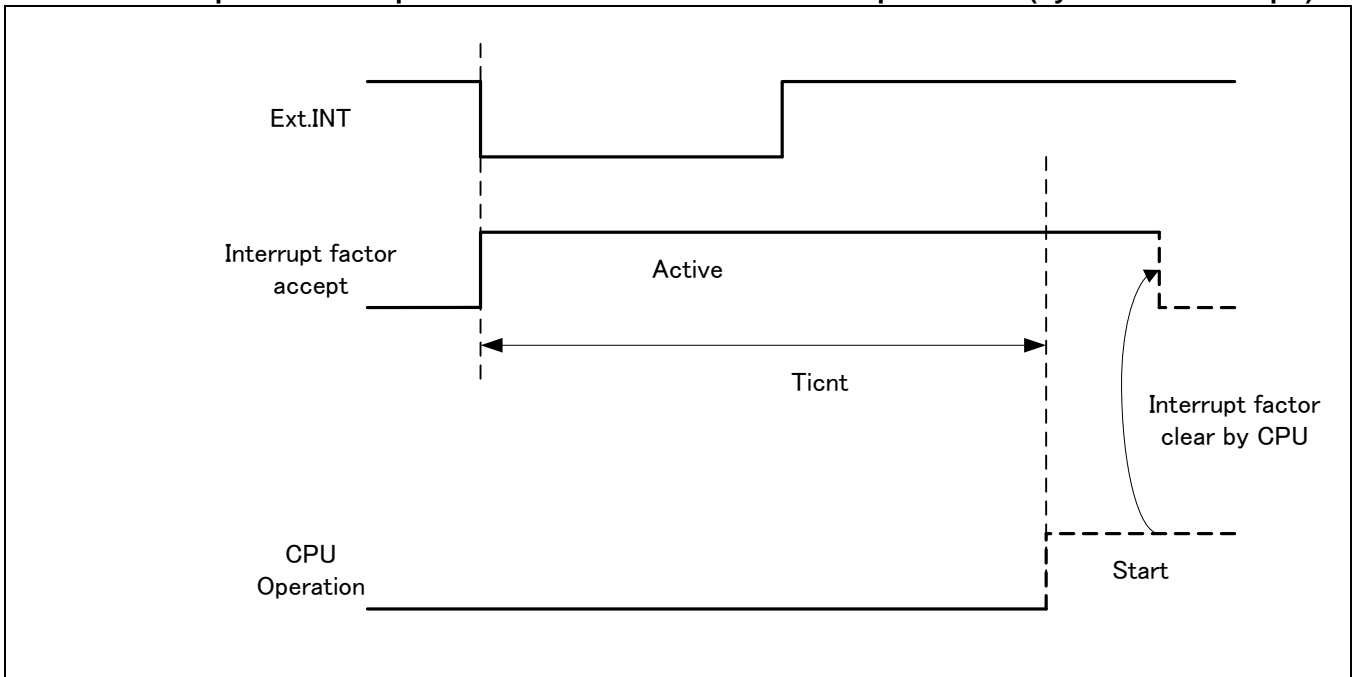 Ext.INT
Interrupt factor
accept
Active
Ticnt
Interrupt factor
clear by CPU
CPU
Operation
Start